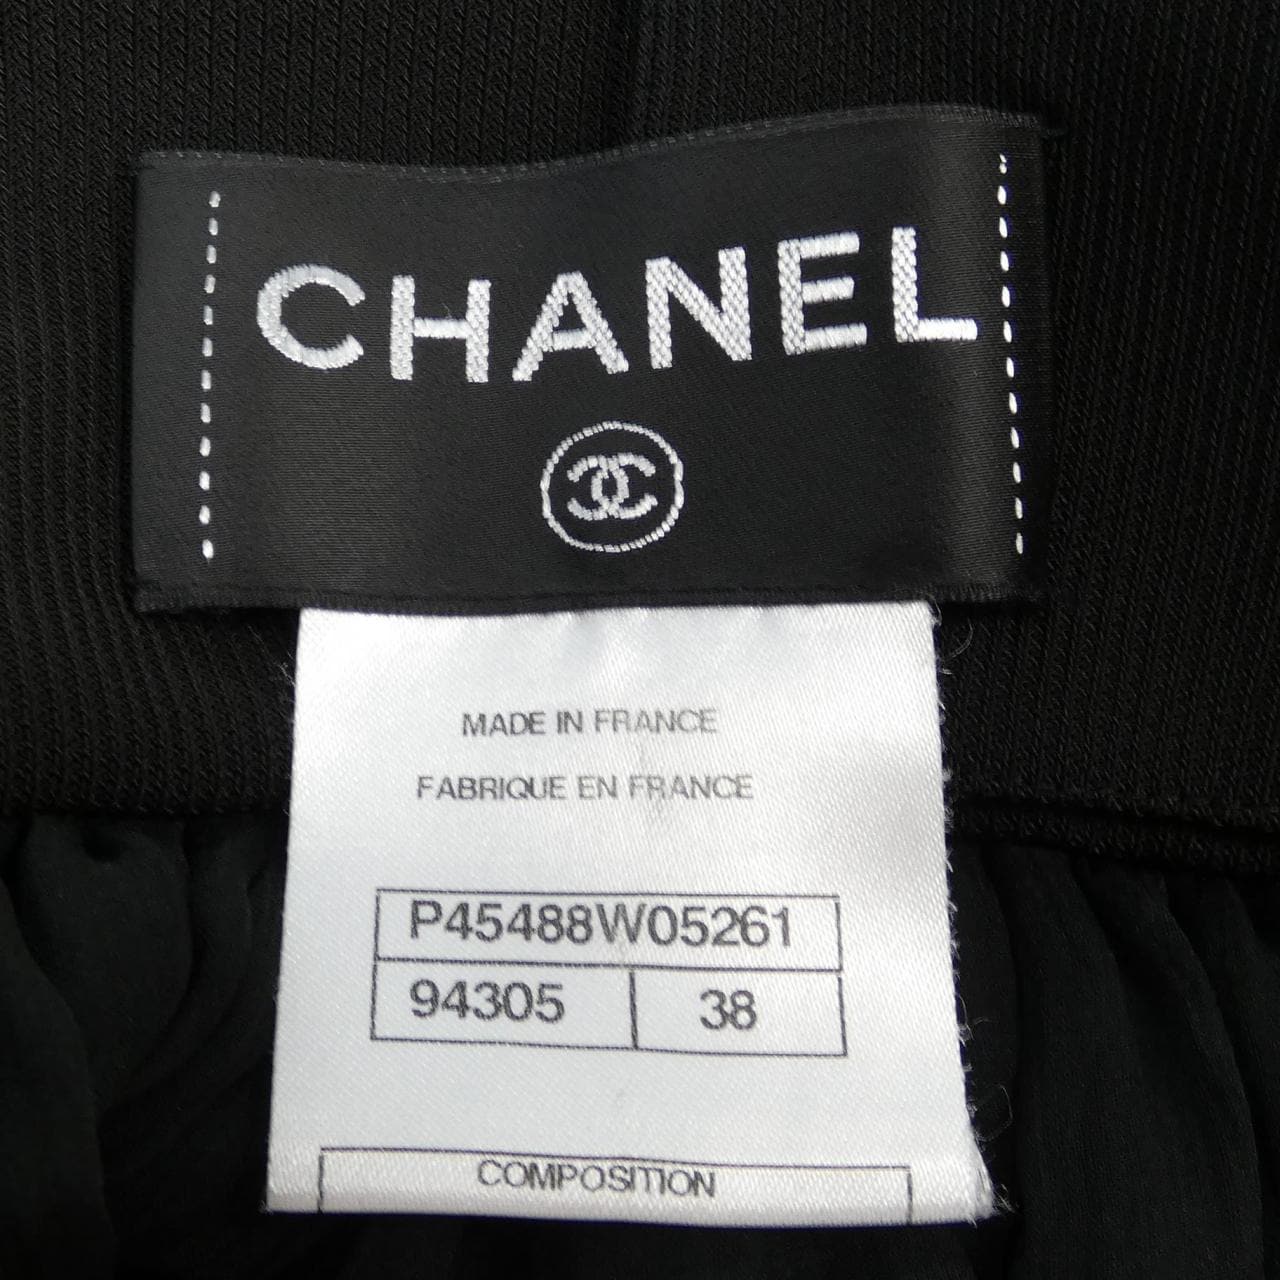 CHANEL
MADE IN FRANCE
FABRIQUE EN FRANCE
P45488W05261
94305 38
COMPOSITION